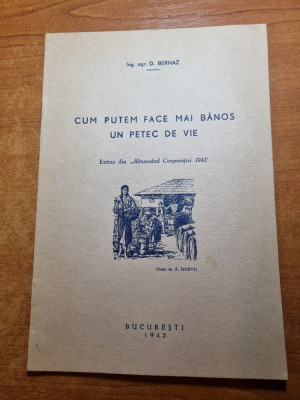 Ing. agr. D. BERNAZ
CUM PUTEM FACE MAI BĂNOS
UN PETEC DE VIE
Extras din „Almanahul Cooperației 1942"
BUCUREȘTI
1942